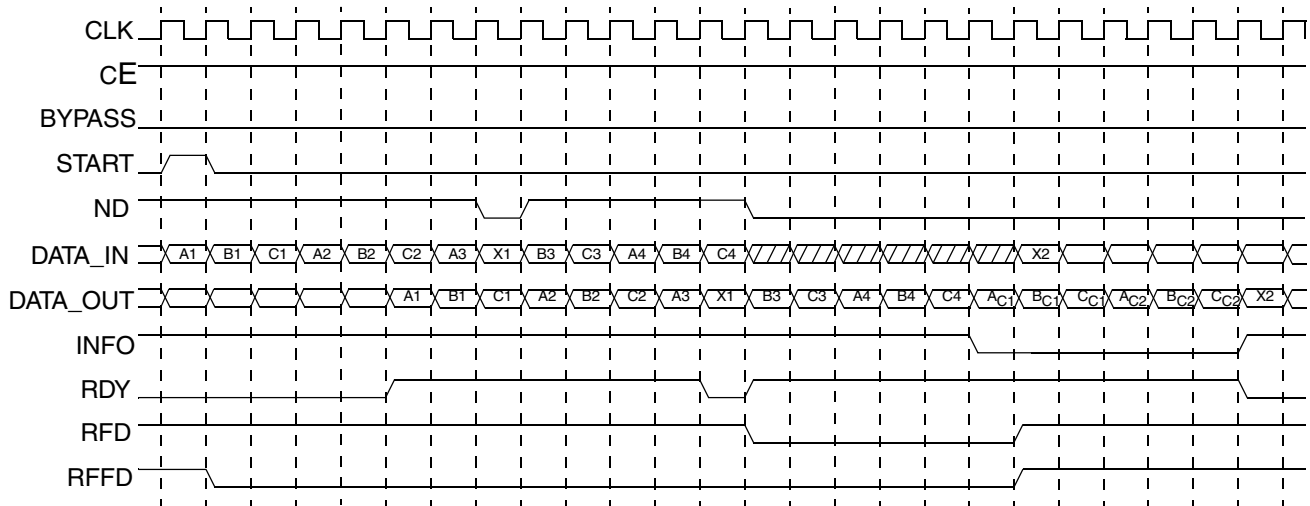 CLK
CE
BYPASS
START
ND
DATA_IN A1 B1 C1 A2 B2 C2 A3 X1 B3 C3 A4 B4 C4 X2
DATA_OUT A1 B1 C1 A2 B2 C2 A3 X1 B3 C3 A4 B4 C4 AC1 BC1 CC1 AC2 BC2 CC2 X2
INFO
RDY
RFD
RFFD